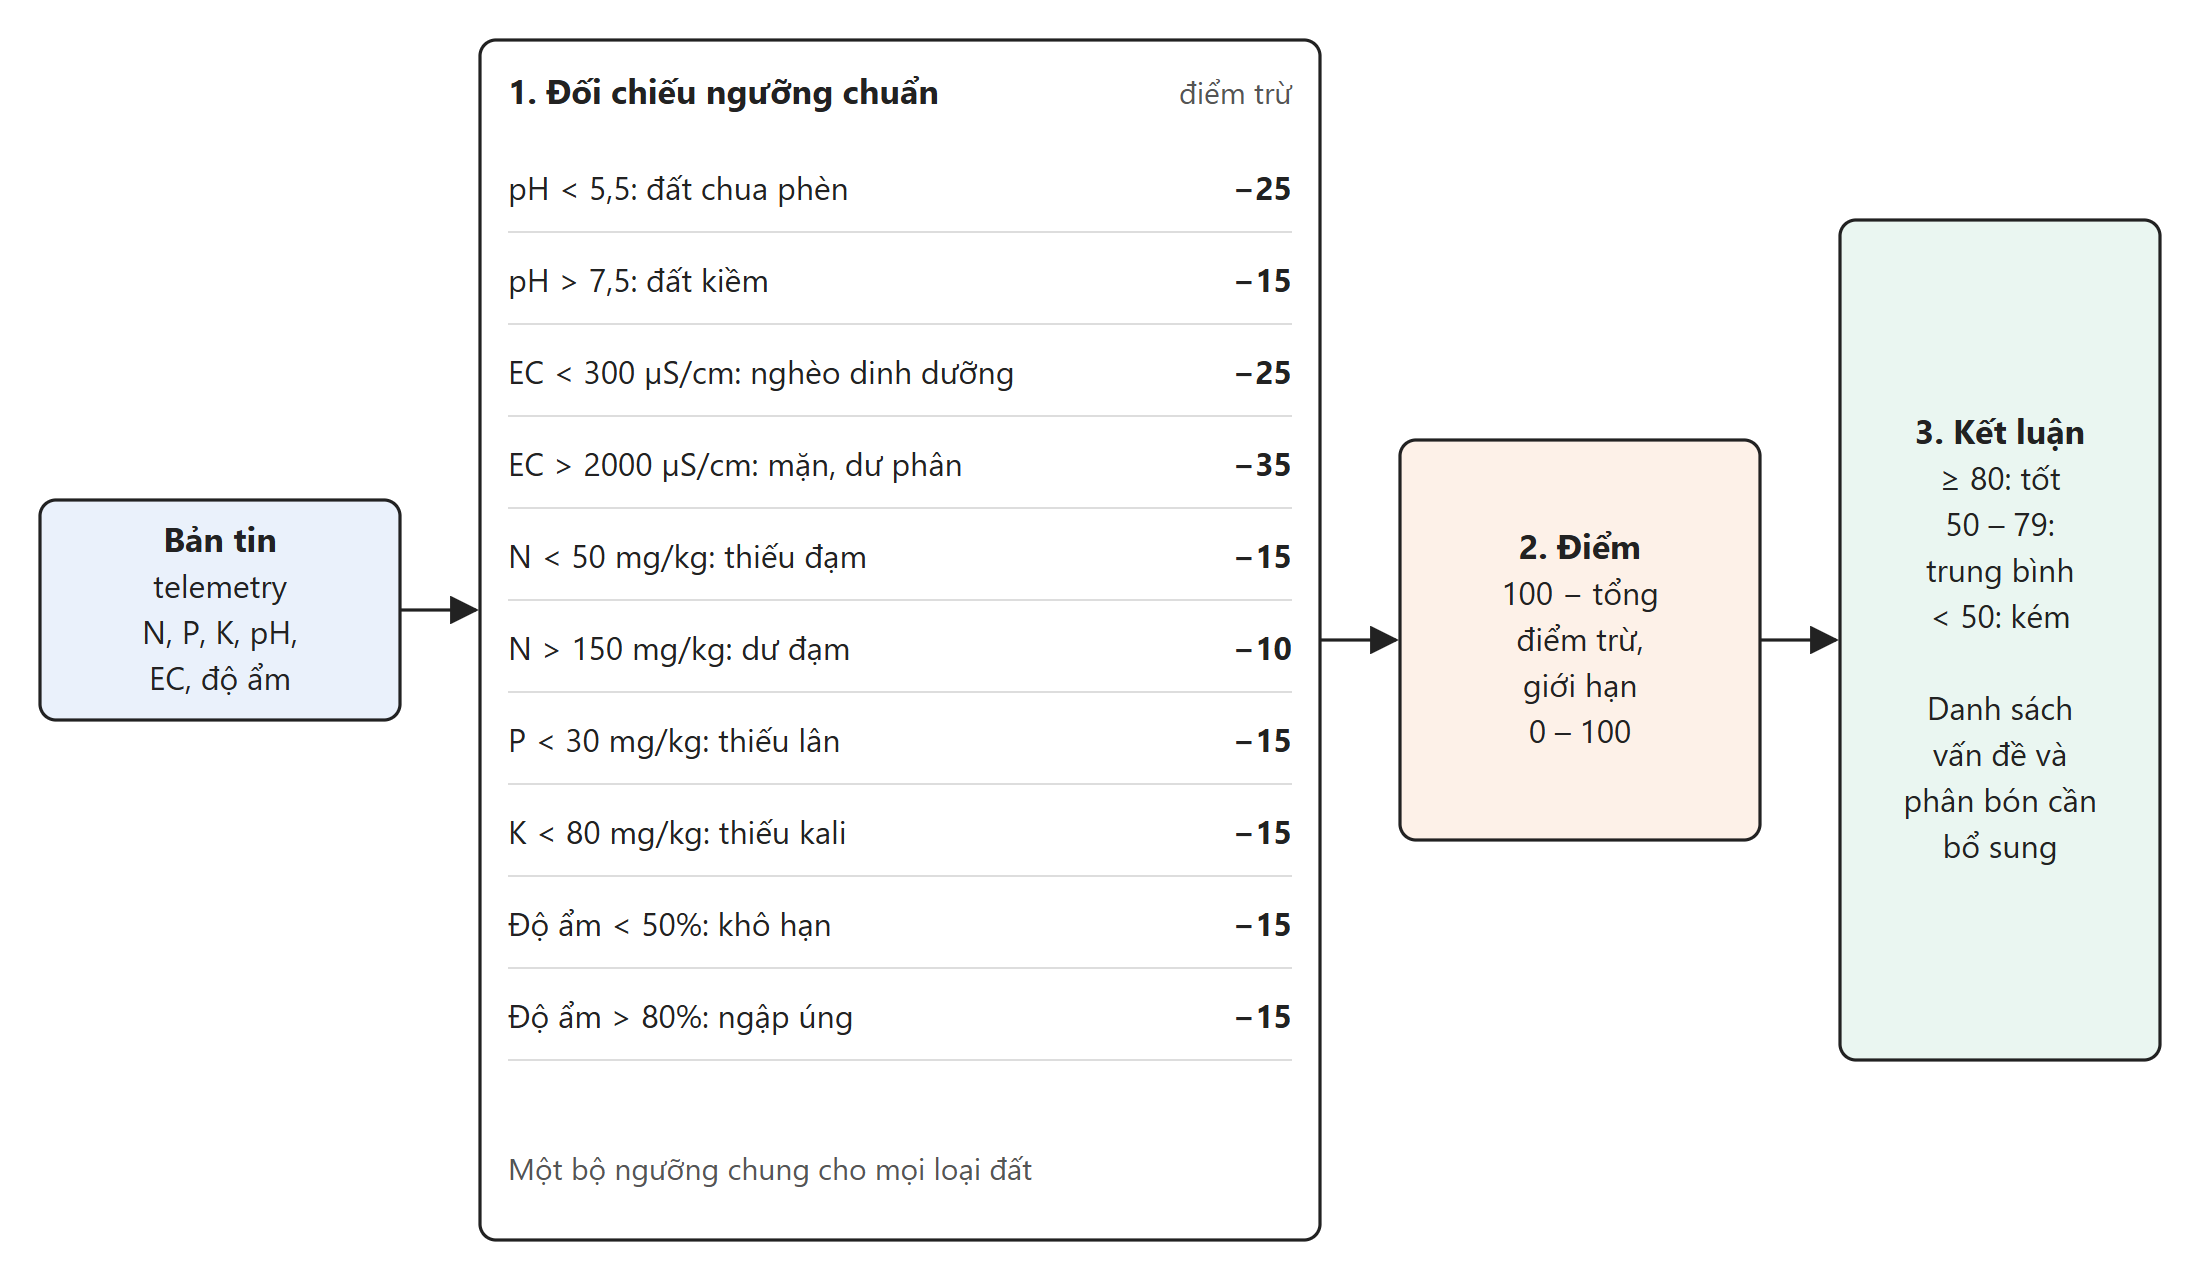 Bản tin
telemetry
N, P, K, pH,
EC, độ ẩm
1. Đối chiếu ngưỡng chuẩn điểm trừ
pH < 5,5: đất chua phèn −25
pH > 7,5: đất kiềm −15
EC < 300 µS/cm: nghèo dinh dưỡng −25
EC > 2000 µS/cm: mặn, dư phân −35
N < 50 mg/kg: thiếu đạm −15
N > 150 mg/kg: dư đạm −10
P < 30 mg/kg: thiếu lân −15
K < 80 mg/kg: thiếu kali −15
Độ ẩm < 50%: khô hạn −15
Độ ẩm > 80%: ngập úng −15
Một bộ ngưỡng chung cho mọi loại đất
2. Điểm
100 − tổng
điểm trừ,
giới hạn
0 – 100
3. Kết luận
≥ 80: tốt
50 – 79:
trung bình
< 50: kém
Danh sách
vấn đề và
phân bón cần
bổ sung